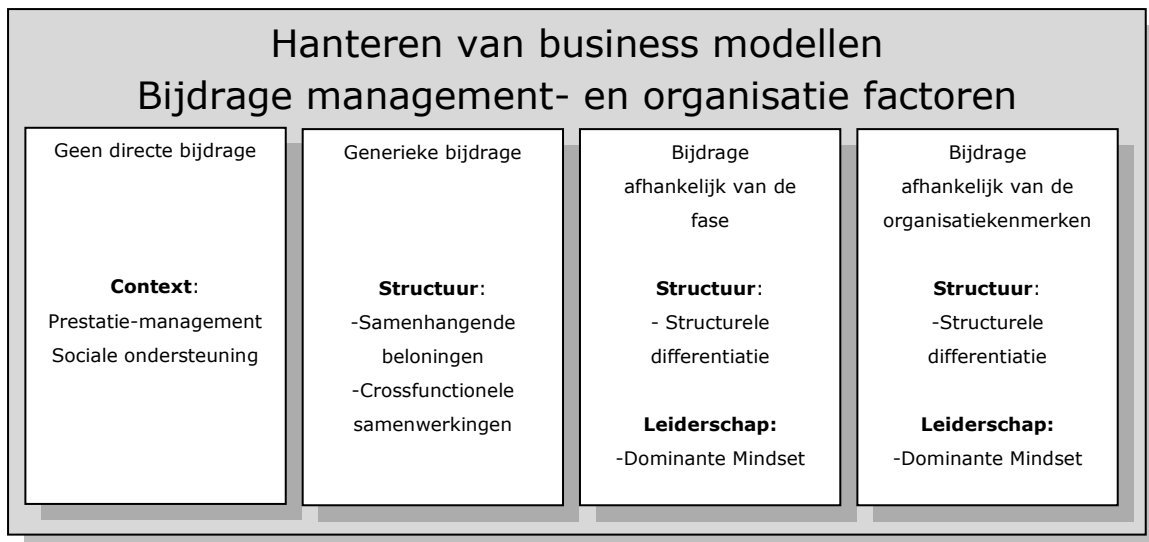 Hanteren van business modellen
Bijdrage management- en organisatie factoren
Geen directe bijdrage
Context:
Prestatie-management
Sociale ondersteuning
Generieke bijdrage
Structuur:
-Samenhangende
beloningen
-Crossfunctionele
samenwerkingen
Bijdrage
afhankelijk van de
fase
Structuur:
- Structurele
differentiatie
Leiderschap:
-Dominante Mindset
Bijdrage
afhankelijk van de
organisatiekenmerken
Structuur:
-Structurele
differentiatie
Leiderschap:
-Dominante Mindset